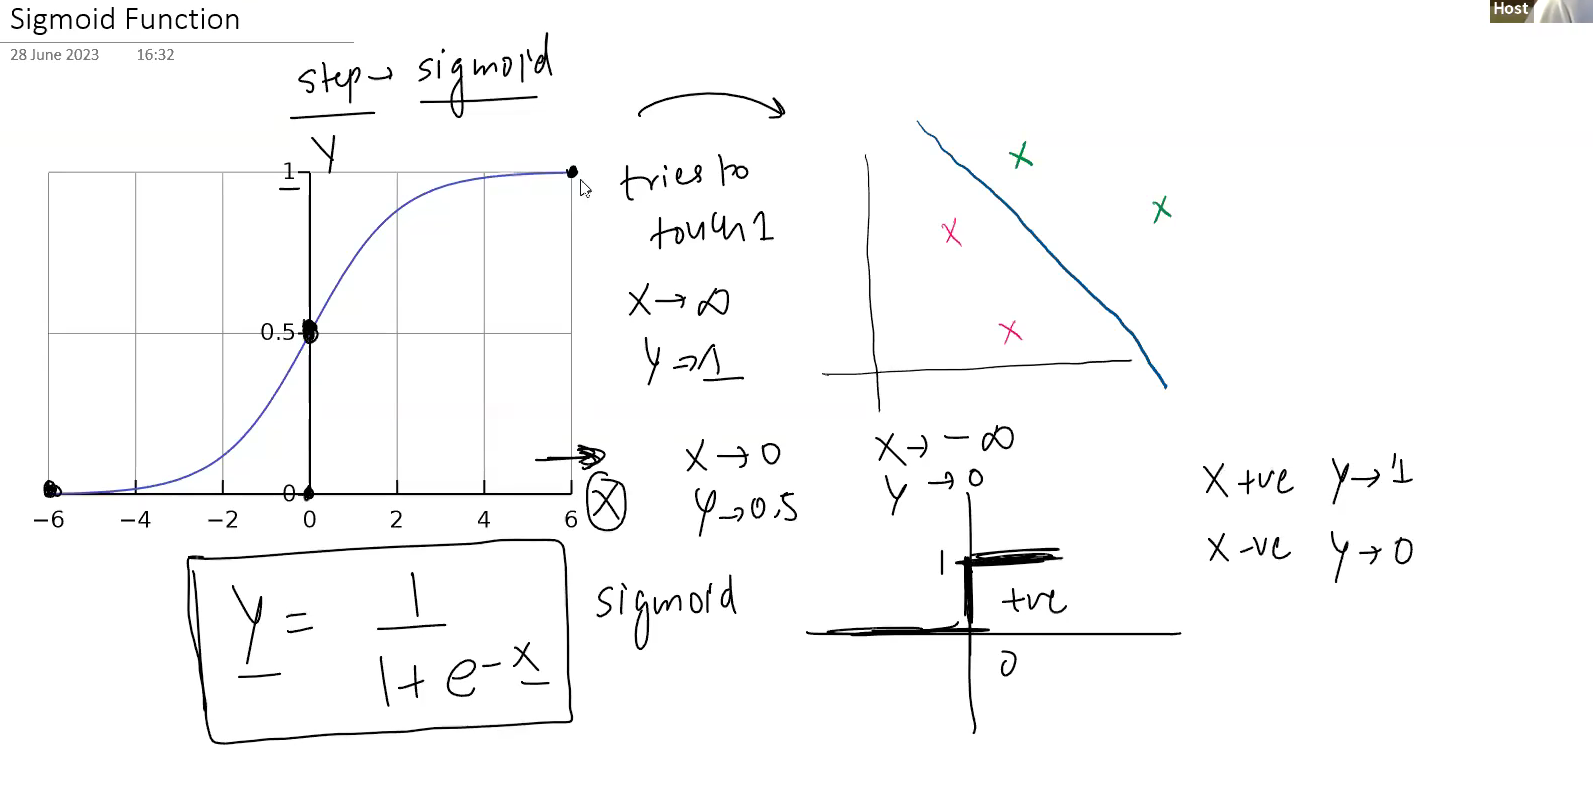 Sigmoid Function
Host
28 June 2023 16:32
step → sigmoid
Y
1
0.5
0
−6 −4 −2 0 2 4 6
X
tries to
touch 1
X → ∞
Y ⇒ 1
X → 0
Y → 0.5
X → - ∞
Y → 0
X +ve Y → 1
X -ve Y → 0
1
+ve
0
Y = 1 / 1 + e^-x
sigmoid